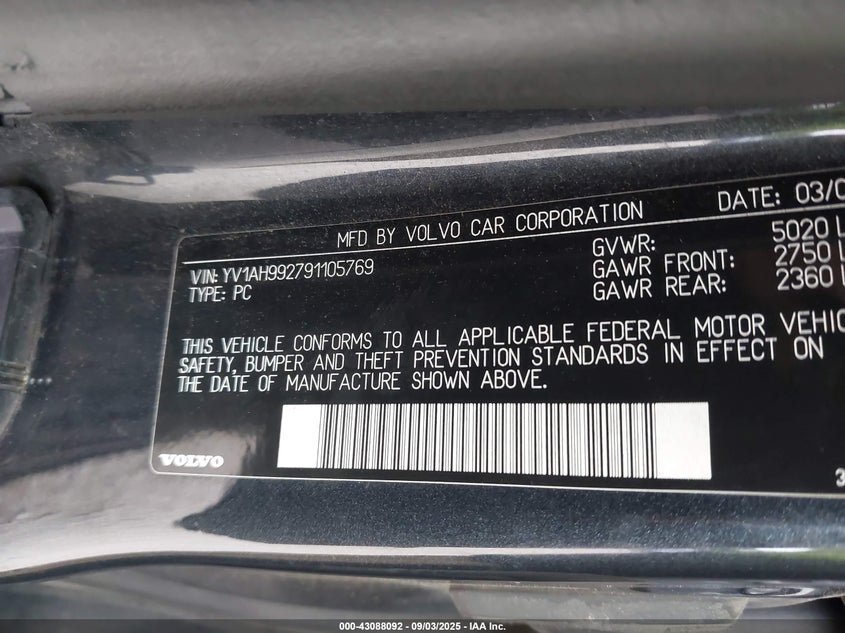 MFD BY VOLVO CAR CORPORATION DATE: 03/0
VIN: YV1AH992791105769 GVWR: 5020 L
TYPE: PC GAWR FRONT: 2750 L
GAWR REAR: 2360 L
THIS VEHICLE CONFORMS TO ALL APPLICABLE FEDERAL MOTOR VEHIC
SAFETY, BUMPER AND THEFT PREVENTION STANDARDS IN EFFECT ON
THE DATE OF MANUFACTURE SHOWN ABOVE.
VOLVO
000-43088092 - 09/03/2025 - IAA Inc.